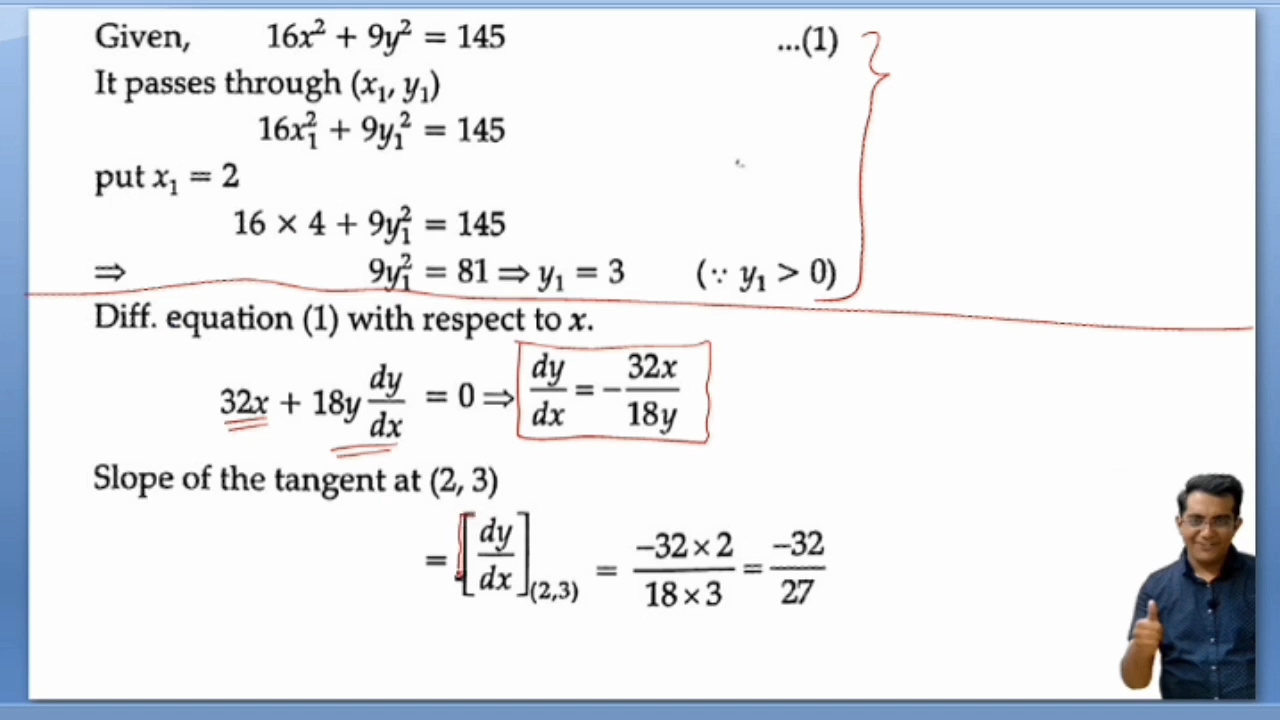 Given, 16x² + 9y² = 145 ...(1)
It passes through (x₁, y₁)
16x₁² + 9y₁² = 145
put x₁ = 2
16 × 4 + 9y₁² = 145
⇒ 9y₁² = 81 ⇒ y₁ = 3 (∵ y₁ > 0)
Diff. equation (1) with respect to x.
32x + 18y dy/dx = 0 ⇒ dy/dx = − 32x/18y
Slope of the tangent at (2, 3)
= [dy/dx](2,3) = −32×2/18×3 = −32/27